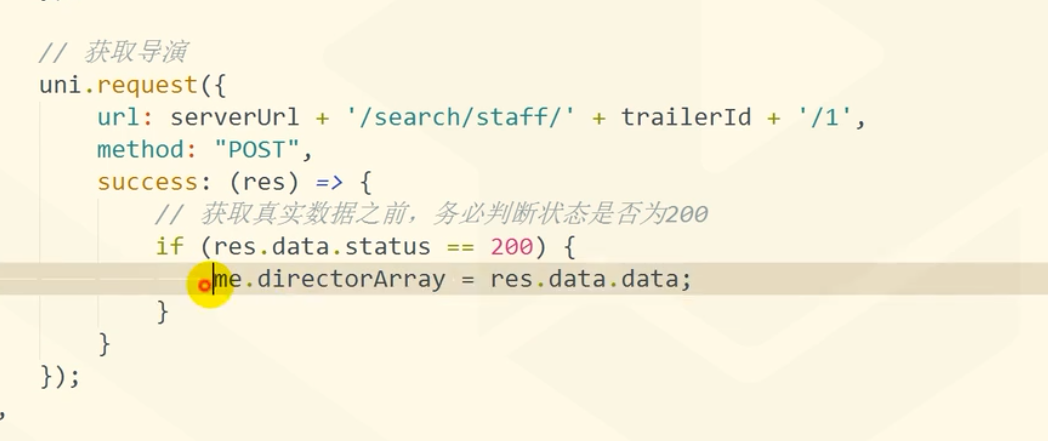 // 获取导演
uni.request({
url: serverUrl + '/search/staff/' + trailerId + '/1',
method: "POST",
success: (res) => {
// 获取真实数据之前，务必判断状态是否为200
if (res.data.status == 200) {
me.directorArray = res.data.data;
}
}
});
,